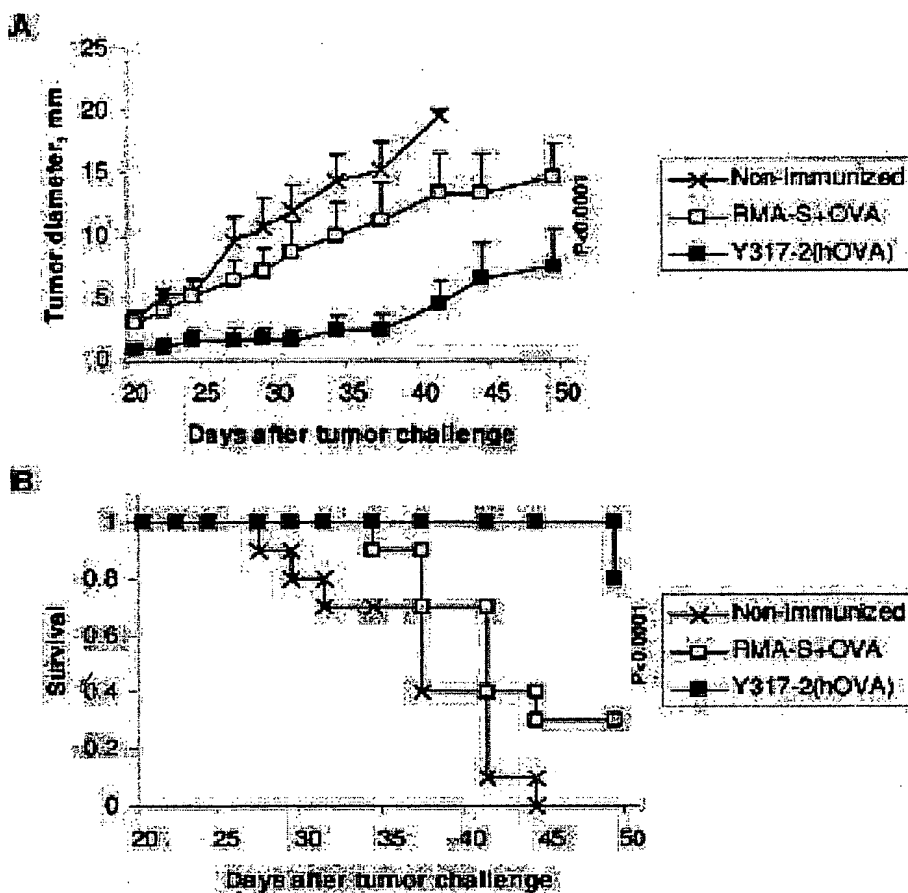 A
25
20
15
10
5
0
Tumor diameter, mm
20 25 30 35 40 45 50
Days after tumor challenge
P<0.0001
Non-immunized
RMA-S+OVA
Y317-2(hOVA)
B
1
0.8
0.6
0.4
0.2
0
Survival
20 25 30 35 40 45 50
Days after tumor challenge
P<0.0001
Non-immunized
RMA-S+OVA
Y317-2(hOVA)